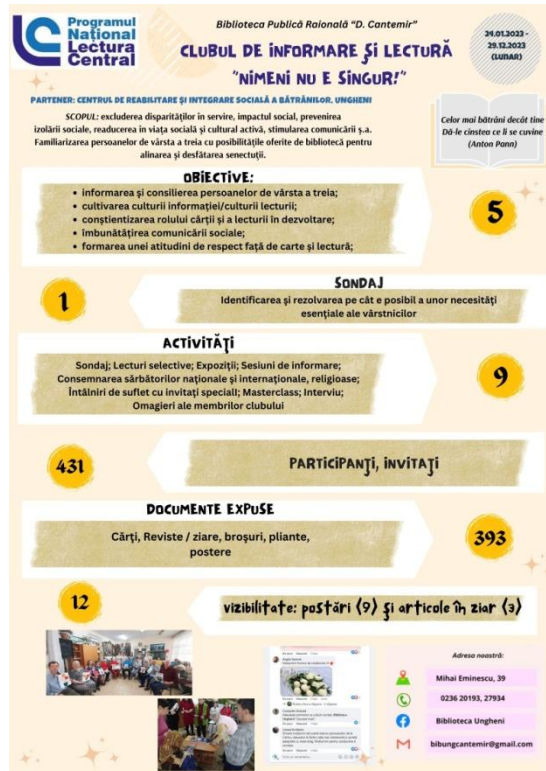 Programul
Național
Lectura
Central
Biblioteca Publică Raională "D. Cantemir"
CLUBUL DE INFORMARE ȘI LECTURĂ
"NIMENI NU E SINGUR!"
24.01.2023 -
29.12.2023
(LUNAR)
PARTENER: CENTRUL DE REABILITARE ȘI INTEGRARE SOCIALĂ A BĂTRÂNILOR, UNGHENI
SCOPUL: excluderea disparităților în servire, impactul social, prevenirea
izolării sociale, readucerea în viața socială și cultural activă, stimularea comunicării ș.a.
Familiarizarea persoanelor de vârsta a treia cu posibilitățile oferite de bibliotecă pentru
alinarea și desfătarea senectuții.
Celor mai bătrâni decât tine
Dă-le cinstea ce li se cuvine
(Anton Pann)
OBIECTIVE:
• informarea și consilierea persoanelor de vârsta a treia;
• cultivarea culturii informației/culturii lecturii;
• conștientizarea rolului cărții și a lecturii în dezvoltare;
• îmbunătățirea comunicării sociale;
• formarea unei atitudini de respect față de carte și lectură;
5
1
SONDAJ
Identificarea și rezolvarea pe cât e posibil a unor necesități
esențiale ale vârstnicilor
ACTIVITĂȚI
Sondaj; Lecturi selective; Expoziții; Sesiuni de informare;
Consemnarea sărbătorilor naționale și internaționale, religioase;
Întâlniri de suflet cu invitați speciali; Masterclass; Interviu;
Omagieri ale membrilor clubului
9
431
PARTICIPANȚI, INVITAȚI
DOCUMENTE EXPUSE
Cărți, Reviste / ziare, broșuri, pliante,
postere
393
12
vizibilitate: postări (9) și articole în ziar (3)
Adresa noastră:
Mihai Eminescu, 39
0236 20193, 27934
Biblioteca Ungheni
bibungcantemir@gmail.com